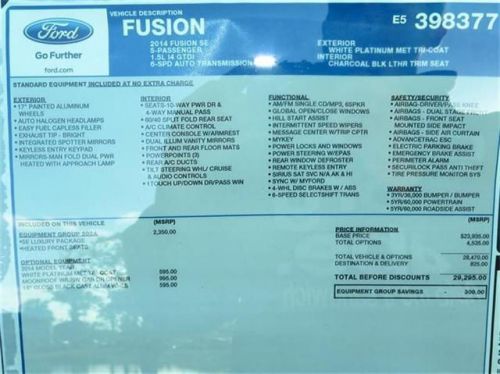 Ford
Go Further
ford.com
VEHICLE DESCRIPTION
FUSION
E5 398377
2014 FUSION SE
5-PASSENGER
1.5L I4 GTDI
6-SPD AUTO TRANSMISSION
EXTERIOR
WHITE PLATINUM MET TRI-COAT
INTERIOR
CHARCOAL BLK LTHR TRIM SEAT
STANDARD EQUIPMENT INCLUDED AT NO EXTRA CHARGE
EXTERIOR
• 17" PAINTED ALUMINUM
WHEELS
• AUTO HALOGEN HEADLAMPS
• EASY FUEL CAPLESS FILLER
• EXHAUST TIP - BRIGHT
• INTEGRATED SPOTTER MIRRORS
• KEYLESS ENTRY KEYPAD
• MIRRORS-MAN FOLD DUAL PWR
HEATED WITH APPROACH LAMP
INTERIOR
• SEATS-10-WAY PWR DR &
4-WAY MANUAL PASS
• 60/40 SPLIT FOLD REAR SEAT
• A/C CLIMATE CONTROL
• CENTER CONSOLE W/ARMREST
• DUAL ILLUM VANITY MIRRORS
• FRONT AND REAR FLOOR MATS
• POWERPOINTS (3)
• REAR A/C DUCTS
• TILT STEERING WHL/ CRUISE
& AUDIO CONTROLS
• 1 TOUCH UP/DOWN DR/PASS WIN
FUNCTIONAL
• AM/FM SINGLE CD/MP3, 6SPKR
• GLOBAL OPEN/CLOSE WINDOWS
• HILL START ASSIST
• INTERMITTENT SPEED WIPERS
• MESSAGE CENTER W/TRIP CPTR
• MYKEY
• POWER LOCKS AND WINDOWS
• POWER STEERING W/EPAS
• REAR WINDOW DEFROSTER
• REMOTE KEYLESS ENTRY
• SIRIUS SAT SVC N/A AK & HI
• SYNC W/ MYFORD
• 4-WHL DISC BRAKES W/ ABS
• 6-SPEED SELECTSHIFT TRANS
SAFETY/SECURITY
• AIRBAG-DRIVER/PASS KNEE
• AIRBAGS - DUAL STAGE FRONT
• AIRBAGS - FRONT SEAT
MOUNTED SIDE IMPACT
• AIRBAGS - SIDE AIR CURTAIN
• ADVANCETRAC ESC
• ELECTRIC PARKING BRAKE
• EMERGENCY BRAKE ASSIST
• PERIMETER ALARM
• SECURILOCK PASS ANTI THEFT
• TIRE PRESSURE MONITOR SYS
WARRANTY
• 3YR/36,000 BUMPER / BUMPER
• 5YR/60,000 POWERTRAIN
• 5YR/60,000 ROADSIDE ASSIST
INCLUDED ON THIS VEHICLE
(MSRP)
EQUIPMENT GROUP 202A
2,350.00
• SE LUXURY PACKAGE
• HEATED FRONT SEATS
OPTIONAL EQUIPMENT
2014 MODEL YEAR
WHITE PLATINUM MET TRI-COAT
595.00
995.00
595.00
PRICE INFORMATION
(MSRP)
BASE PRICE
$23,935.00
TOTAL OPTIONS
4,535.00
TOTAL VEHICLE & OPTIONS
28,470.00
DESTINATION & DELIVERY
825.00
TOTAL BEFORE DISCOUNTS
29,295.00
EQUIPMENT GROUP SAVINGS
- 300.00